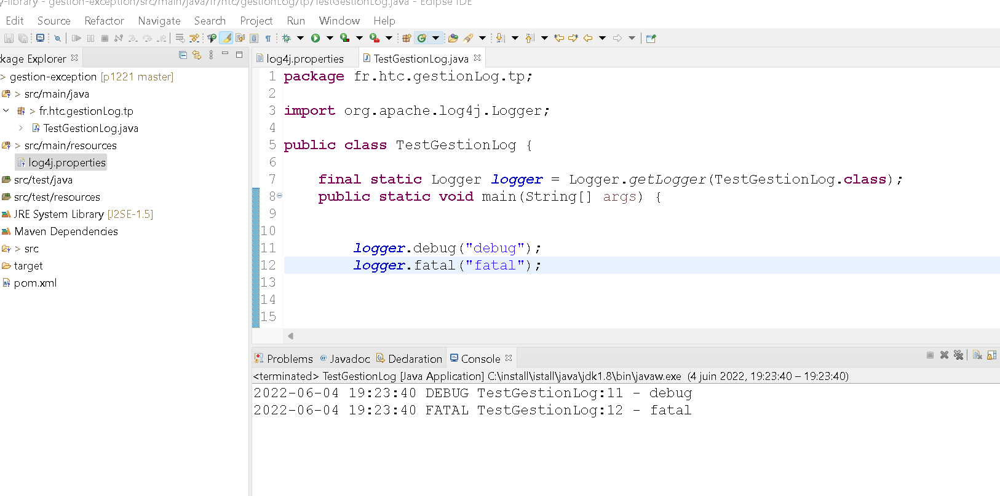 y-library - gestion-exception/src/main/java/fr/htc/gestionLog/tp/TestGestionLog.java - Eclipse IDE
Edit Source Refactor Navigate Search Project Run Window Help
kage Explorer
> gestion-exception [p1221 master]
> src/main/java
> fr.htc.gestionLog.tp
> TestGestionLog.java
> src/main/resources
log4j.properties
src/test/java
src/test/resources
JRE System Library [J2SE-1.5]
Maven Dependencies
> src
target
pom.xml
log4j.properties TestGestionLog.java
1 package fr.htc.gestionLog.tp;
2
3 import org.apache.log4j.Logger;
4
5 public class TestGestionLog {
6
7 final static Logger logger = Logger.getLogger(TestGestionLog.class);
8 public static void main(String[] args) {
9
10
11 logger.debug("debug");
12 logger.fatal("fatal");
13
14
15
Problems Javadoc Declaration Console
<terminated> TestGestionLog [Java Application] C:\install\istall\java\jdk1.8\bin\javaw.exe (4 juin 2022, 19:23:40 – 19:23:40)
2022-06-04 19:23:40 DEBUG TestGestionLog:11 - debug
2022-06-04 19:23:40 FATAL TestGestionLog:12 - fatal